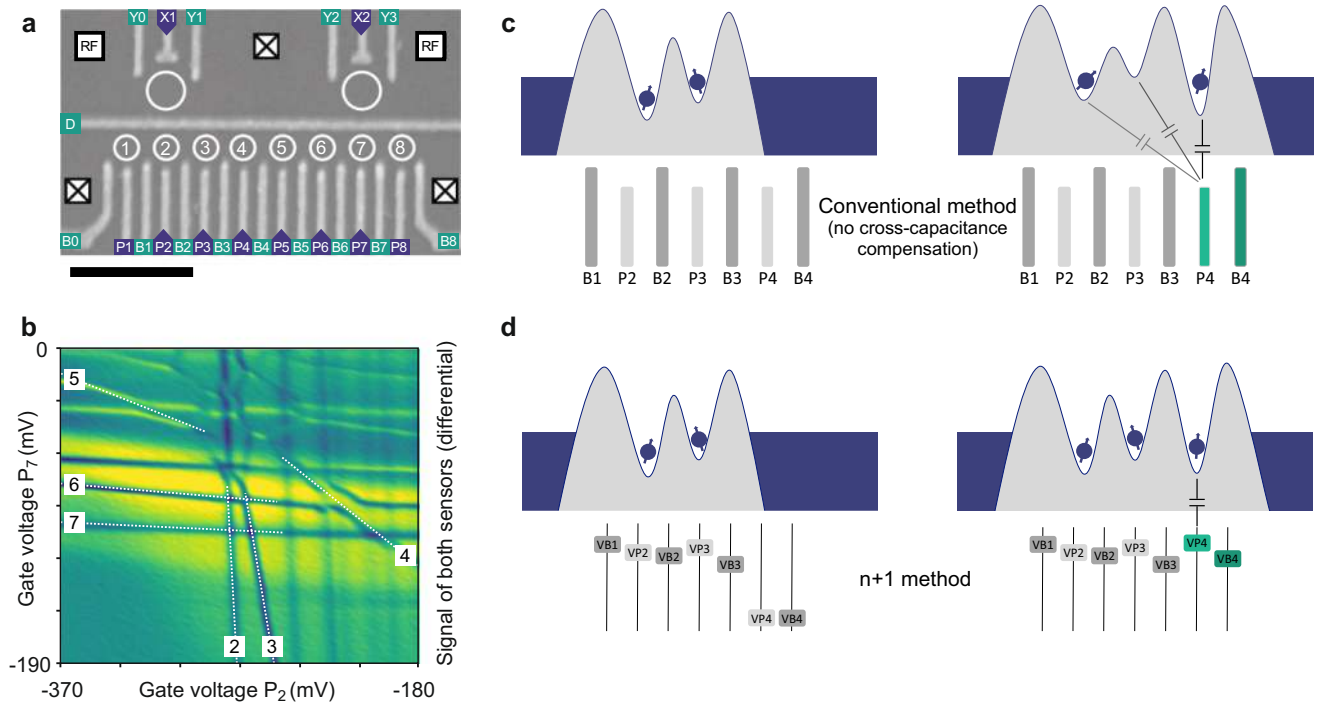 a
Y0 X1 Y1 Y2 X2 Y3
RF RF
D
1 2 3 4 5 6 7 8
B0 P1 B1 P2 B2 P3 B3 P4 B4 P5 B5 P6 B6 P7 B7 P8 B8
b
0
-190
Gate voltage P7 (mV)
5
6
7
4
2 3
-370 Gate voltage P2 (mV) -180
Signal of both sensors (differential)
c
Conventional method
(no cross-capacitance
compensation)
B1 P2 B2 P3 B3 P4 B4
B1 P2 B2 P3 B3 P4 B4
d
VB1 VP2 VB2 VP3 VB3 VP4 VB4
n+1 method
VB1 VP2 VB2 VP3 VB3 VP4 VB4